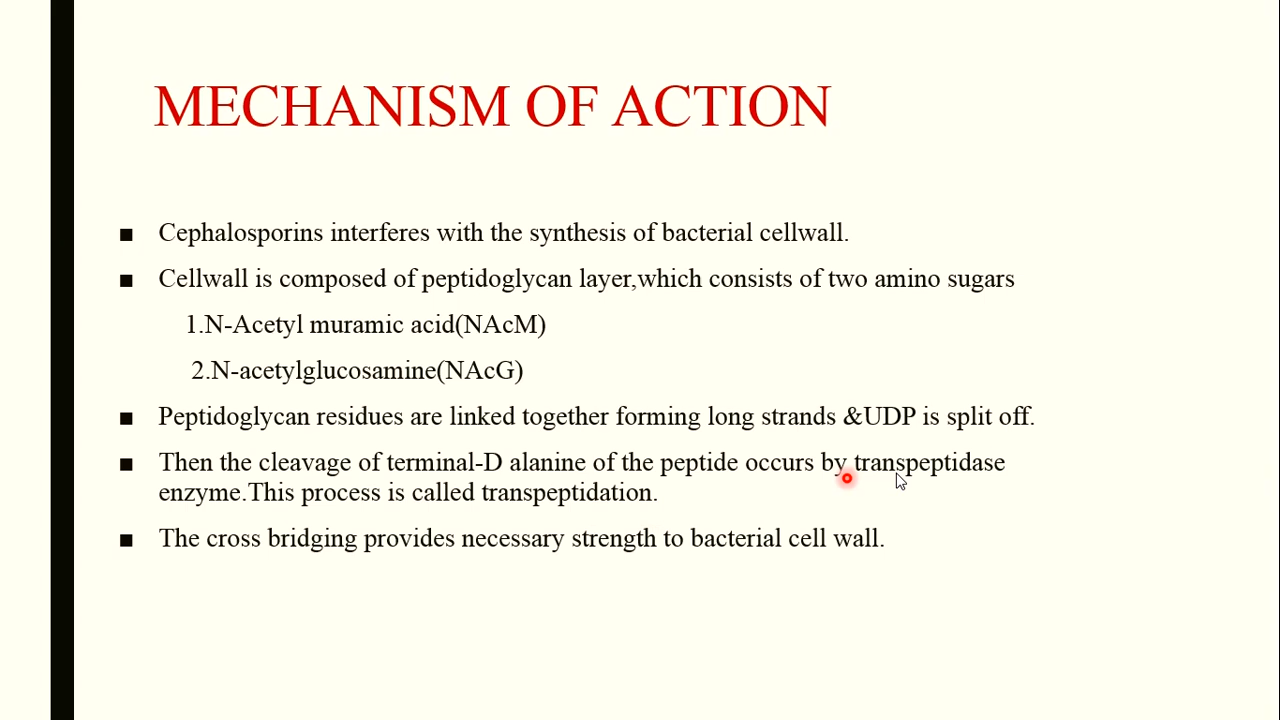 MECHANISM OF ACTION
■ Cephalosporins interferes with the synthesis of bacterial cellwall.
■ Cellwall is composed of peptidoglycan layer,which consists of two amino sugars
1.N-Acetyl muramic acid(NAcM)
2.N-acetylglucosamine(NAcG)
■ Peptidoglycan residues are linked together forming long strands &UDP is split off.
■ Then the cleavage of terminal-D alanine of the peptide occurs by transpeptidase
enzyme.This process is called transpeptidation.
■ The cross bridging provides necessary strength to bacterial cell wall.